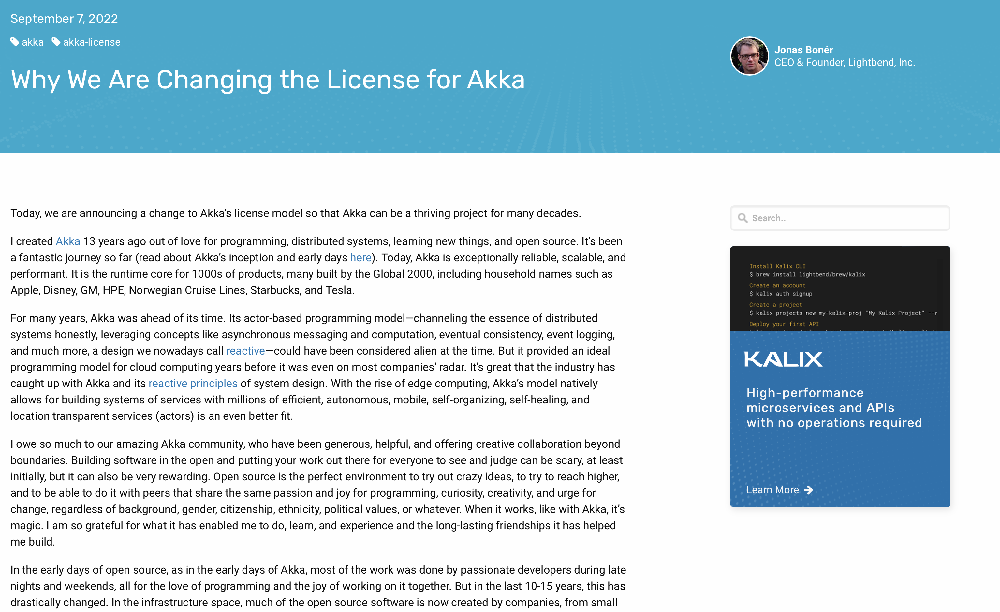 September 7, 2022
akka akka-license
Why We Are Changing the License for Akka
Jonas Bonér
CEO & Founder, Lightbend, Inc.
Today, we are announcing a change to Akka’s license model so that Akka can be a thriving project for many decades.
I created Akka 13 years ago out of love for programming, distributed systems, learning new things, and open source. It’s been
a fantastic journey so far (read about Akka’s inception and early days here). Today, Akka is exceptionally reliable, scalable, and
performant. It is the runtime core for 1000s of products, many built by the Global 2000, including household names such as
Apple, Disney, GM, HPE, Norwegian Cruise Lines, Starbucks, and Tesla.
For many years, Akka was ahead of its time. Its actor-based programming model—channeling the essence of distributed
systems honestly, leveraging concepts like asynchronous messaging and computation, eventual consistency, event logging,
and much more, a design we nowadays call reactive—could have been considered alien at the time. But it provided an ideal
programming model for cloud computing years before it was even on most companies' radar. It’s great that the industry has
caught up with Akka and its reactive principles of system design. With the rise of edge computing, Akka’s model natively
allows for building systems of services with millions of efficient, autonomous, mobile, self-organizing, self-healing, and
location transparent services (actors) is an even better fit.
I owe so much to our amazing Akka community, who have been generous, helpful, and offering creative collaboration beyond
boundaries. Building software in the open and putting your work out there for everyone to see and judge can be scary, at least
initially, but it can also be very rewarding. Open source is the perfect environment to try out crazy ideas, to try to reach higher,
and to be able to do it with peers that share the same passion and joy for programming, curiosity, creativity, and urge for
change, regardless of background, gender, citizenship, ethnicity, political values, or whatever. When it works, like with Akka, it’s
magic. I am so grateful for what it has enabled me to do, learn, and experience and the long-lasting friendships it has helped
me build.
In the early days of open source, as in the early days of Akka, most of the work was done by passionate developers during late
nights and weekends, all for the love of programming and the joy of working on it together. But in the last 10-15 years, this has
drastically changed. In the infrastructure space, much of the open source software is now created by companies, from small
Search..
Install Kalix CLI
$ brew install lightbend/brew/kalix
Create an account
$ kalix auth signup
Create a project
$ kalix projects new my-kalix-proj "My Kalix Project" --r
Deploy your first API
KALIX
High-performance
microservices and APIs
with no operations required
Learn More